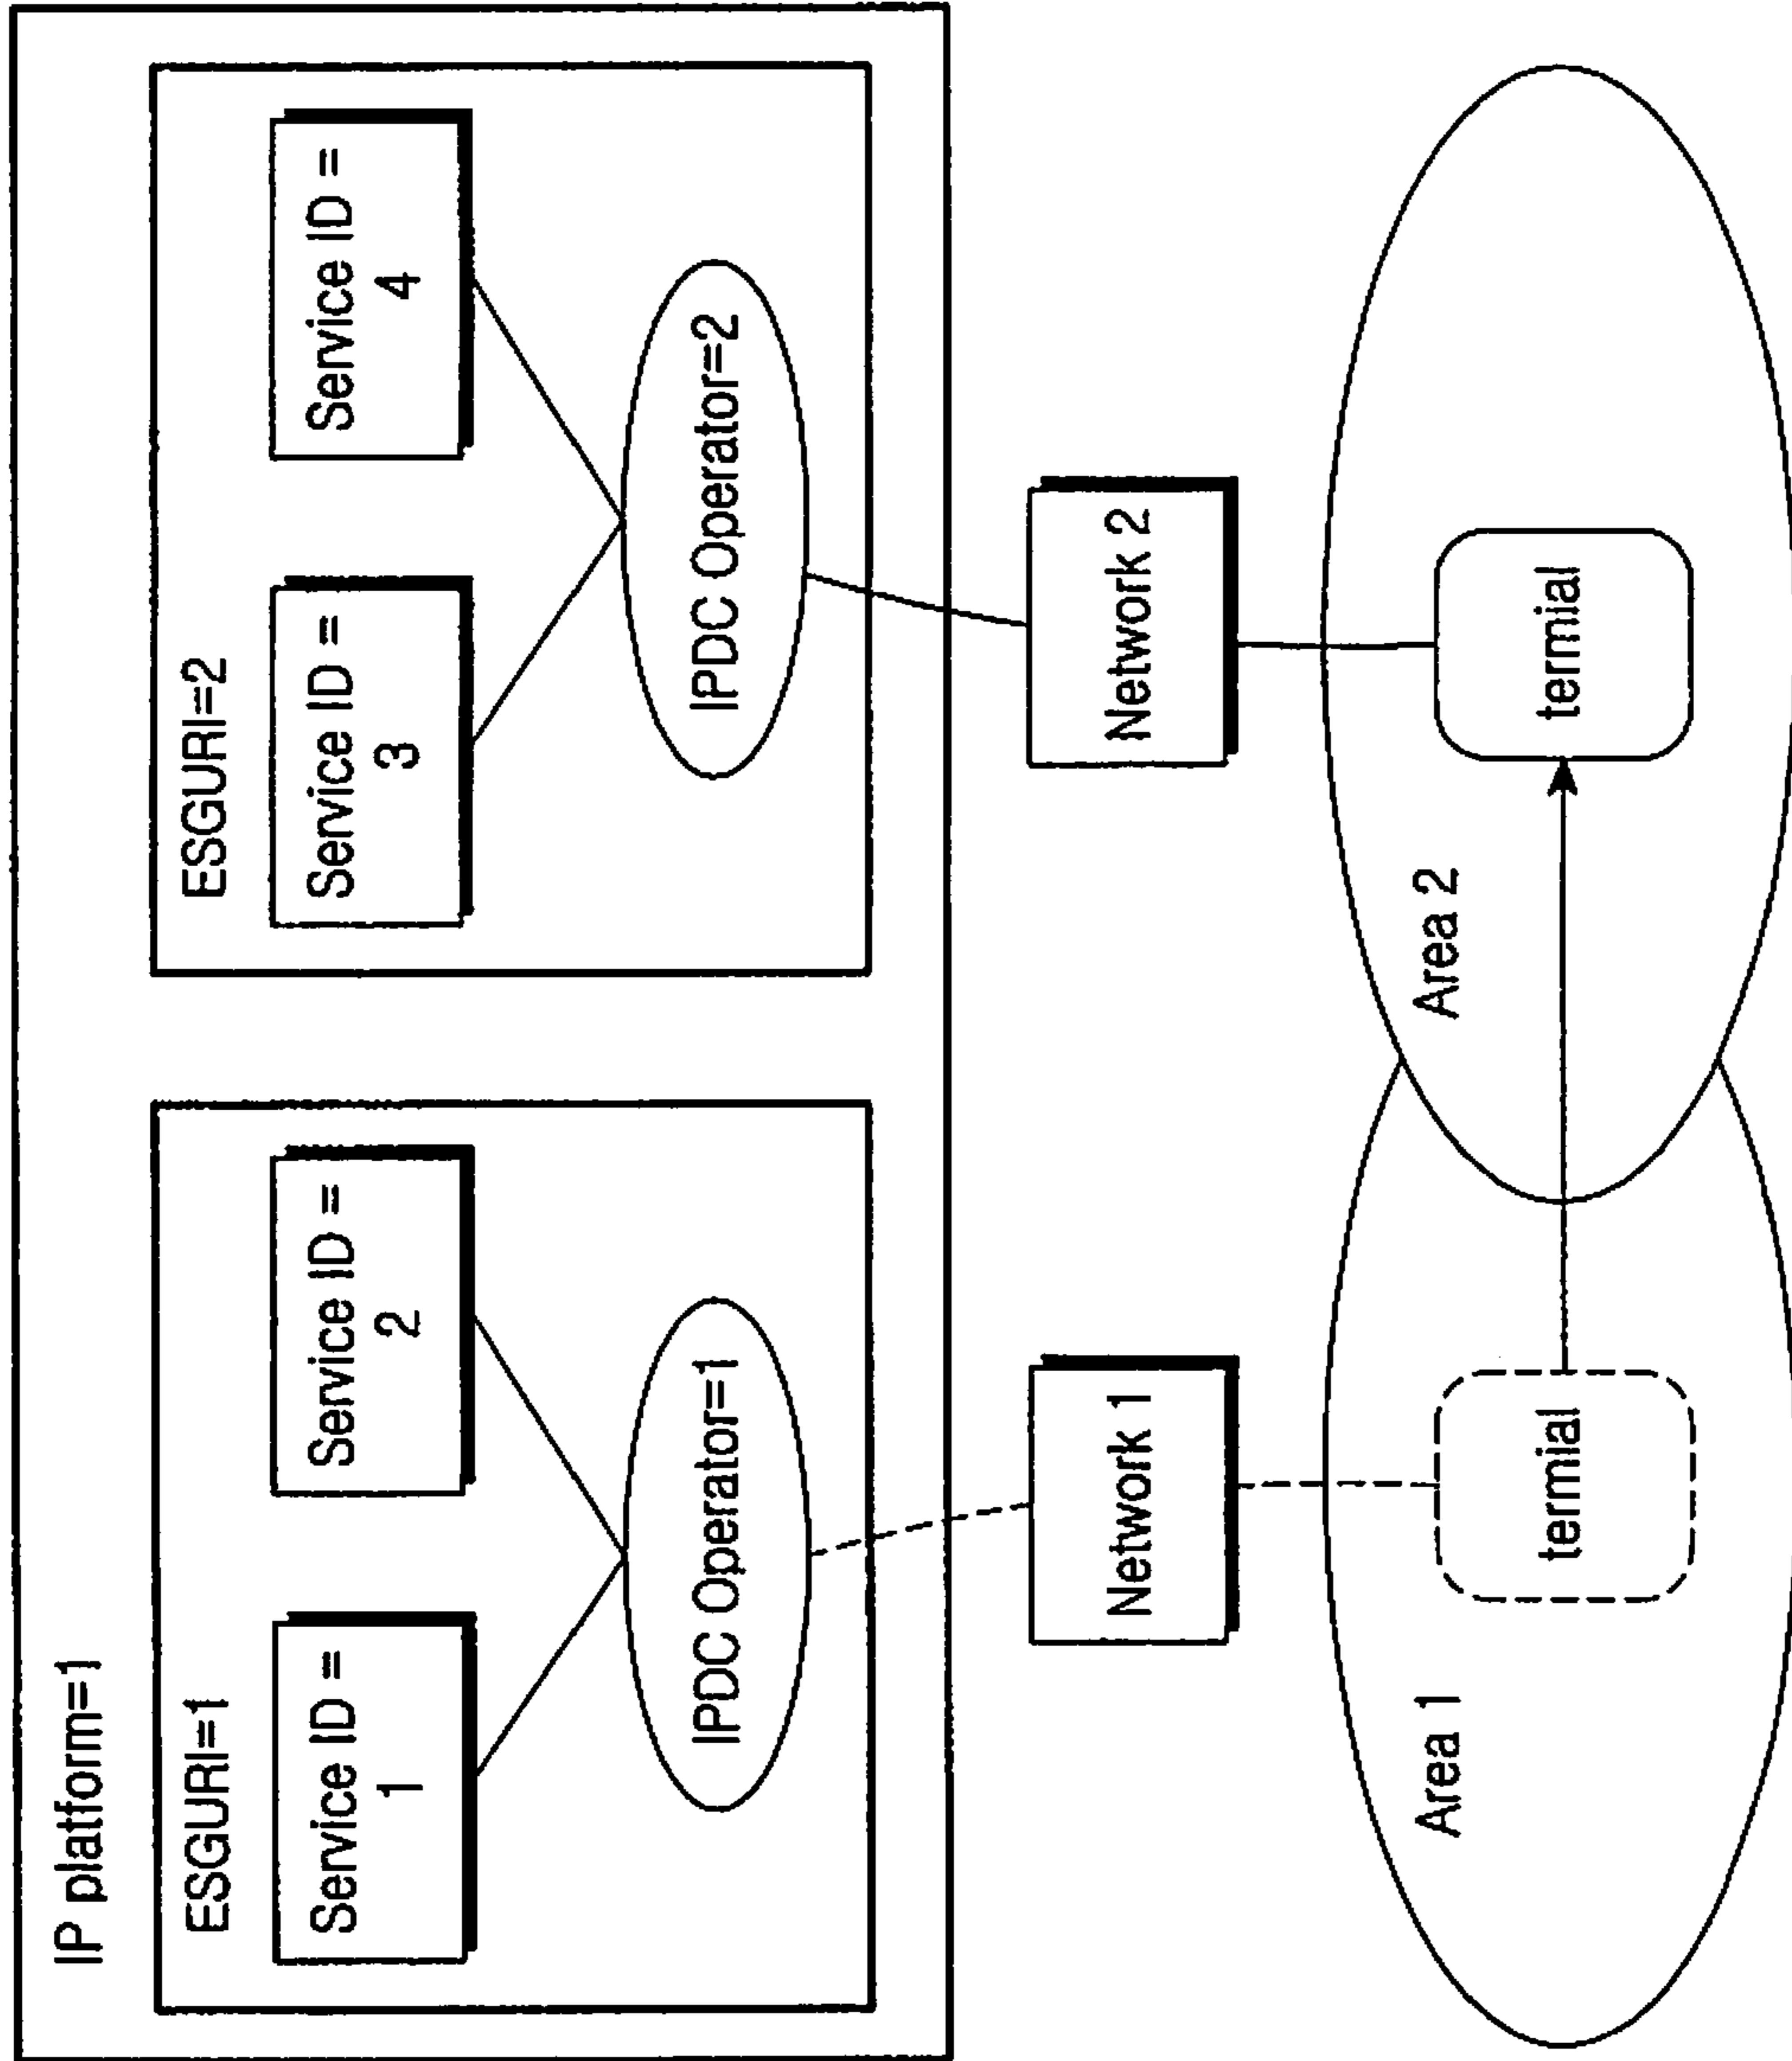 IP platform=1
ESGURI=1
Service ID =
1
Service ID =
2
IPDC Operator=1
ESGURI=2
Service ID =
3
Service ID =
4
IPDC Operator=2
Network 1
Network 2
Area 1
termial
Area 2
termial